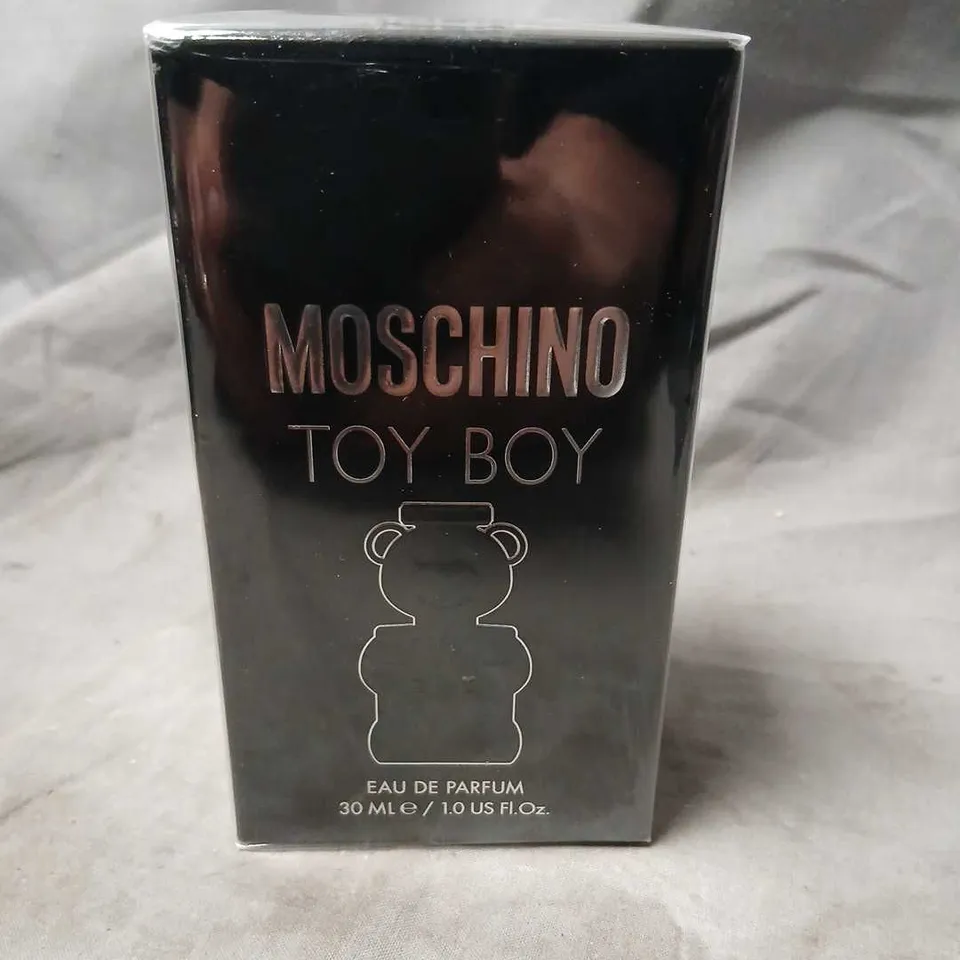 MOSCHINO
TOY BOY
EAU DE PARFUM
30 ML ℮ / 1.0 US Fl.Oz.